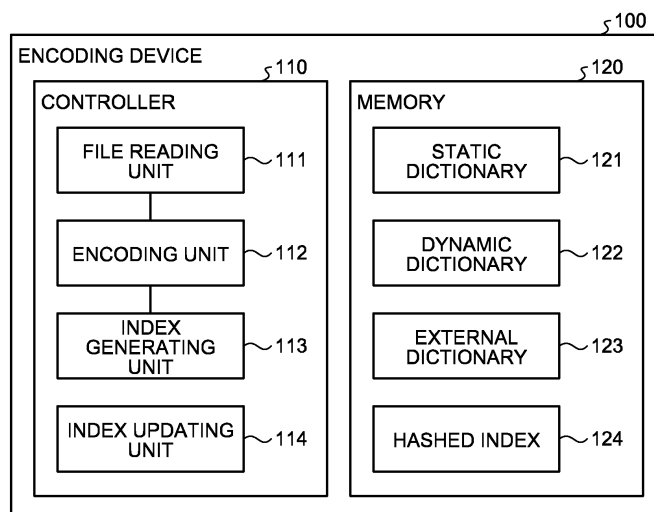 100
ENCODING DEVICE
110
CONTROLLER
FILE READING
UNIT
111
ENCODING UNIT
112
INDEX
GENERATING
UNIT
113
INDEX UPDATING
UNIT
114
120
MEMORY
STATIC
DICTIONARY
121
DYNAMIC
DICTIONARY
122
EXTERNAL
DICTIONARY
123
HASHED INDEX
124